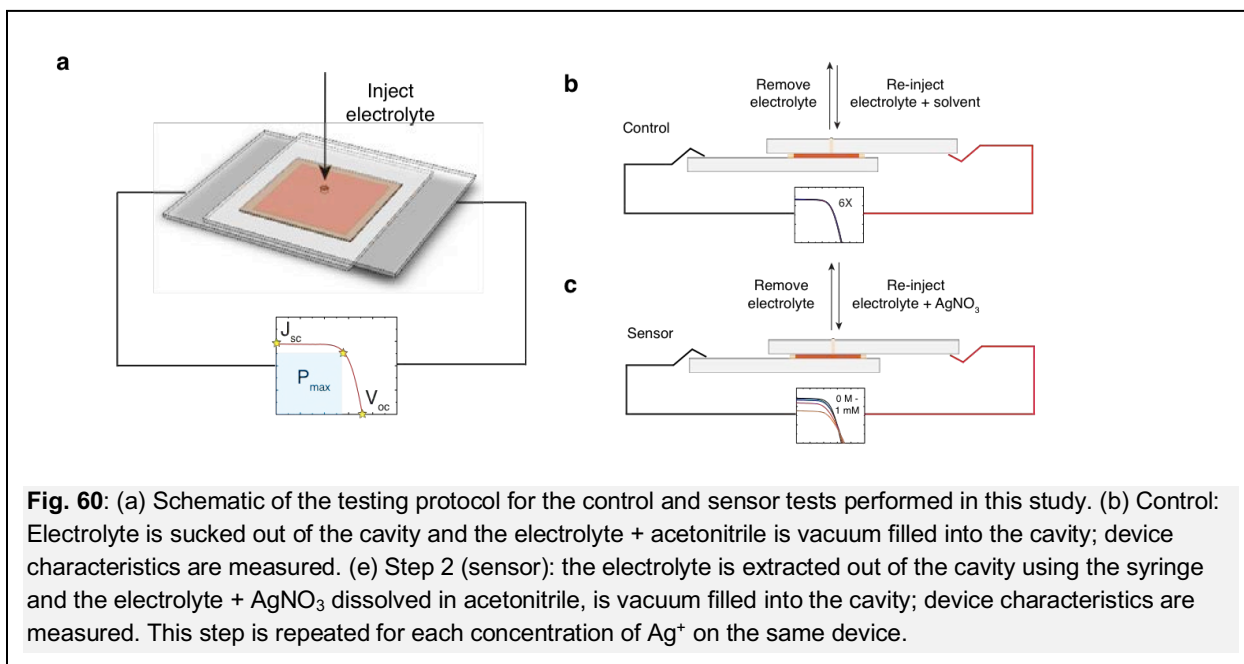 a
Inject
electrolyte
J_sc
P_max
V_oc
b
Remove
electrolyte
Re-inject
electrolyte + solvent
Control
6X
c
Remove
electrolyte
Re-inject
electrolyte + AgNO₃
Sensor
0 M -
1 mM
Fig. 60: (a) Schematic of the testing protocol for the control and sensor tests performed in this study. (b) Control:
Electrolyte is sucked out of the cavity and the electrolyte + acetonitrile is vacuum filled into the cavity; device
characteristics are measured. (e) Step 2 (sensor): the electrolyte is extracted out of the cavity using the syringe
and the electrolyte + AgNO₃ dissolved in acetonitrile, is vacuum filled into the cavity; device characteristics are
measured. This step is repeated for each concentration of Ag⁺ on the same device.